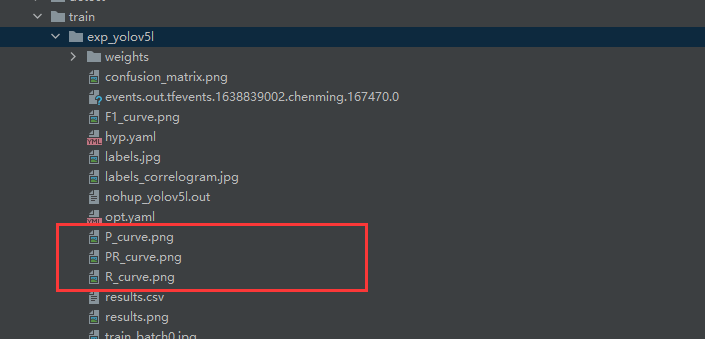 detect
train
exp_yolov5l
weights
confusion_matrix.png
events.out.tfevents.1638839002.chenming.167470.0
F1_curve.png
hyp.yaml
labels.jpg
labels_correlogram.jpg
nohup_yolov5l.out
opt.yaml
P_curve.png
PR_curve.png
R_curve.png
results.csv
results.png
train_batch0.jpg